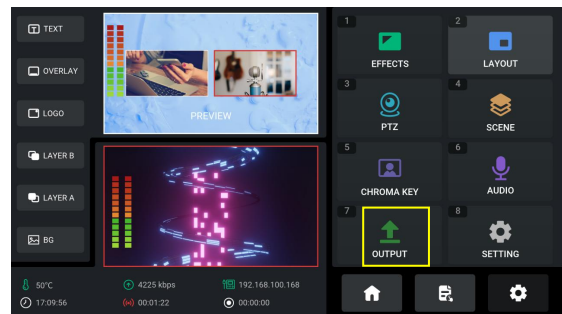 TEXT
OVERLAY
LOGO
LAYER B
LAYER A
BG
PREVIEW
1
EFFECTS
2
LAYOUT
3
PTZ
4
SCENE
5
CHROMA KEY
6
AUDIO
7
OUTPUT
8
SETTING
50°C
4225 kbps
192.168.100.168
17:09:56
00:01:22
00:00:00